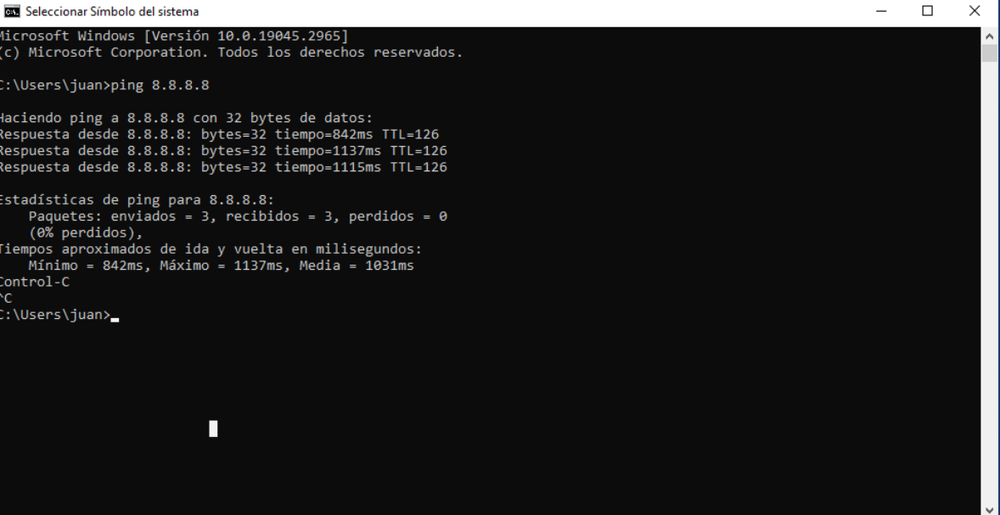 Seleccionar Símbolo del sistema
Microsoft Windows [Versión 10.0.19045.2965]
(c) Microsoft Corporation. Todos los derechos reservados.
C:\Users\juan>ping 8.8.8.8
Haciendo ping a 8.8.8.8 con 32 bytes de datos:
Respuesta desde 8.8.8.8: bytes=32 tiempo=842ms TTL=126
Respuesta desde 8.8.8.8: bytes=32 tiempo=1137ms TTL=126
Respuesta desde 8.8.8.8: bytes=32 tiempo=1115ms TTL=126
Estadísticas de ping para 8.8.8.8:
Paquetes: enviados = 3, recibidos = 3, perdidos = 0
(0% perdidos),
Tiempos aproximados de ida y vuelta en milisegundos:
Mínimo = 842ms, Máximo = 1137ms, Media = 1031ms
Control-C
^C
C:\Users\juan>